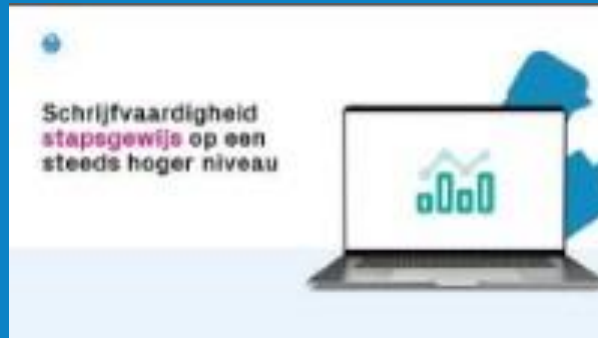 Schrijfvaardigheid
stapsgewijs op een
steeds hoger niveau